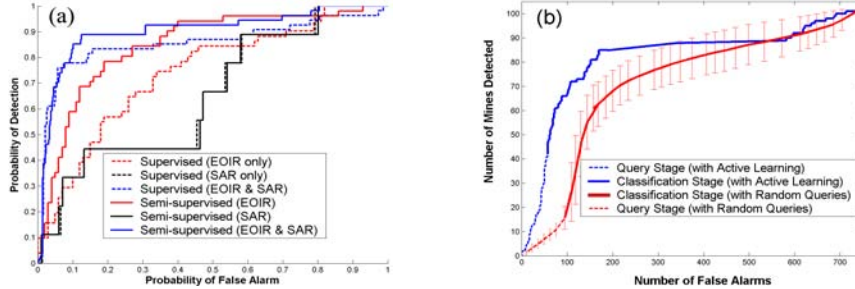 (a)
Probability of Detection
1
0.9
0.8
0.7
0.6
0.5
0.4
0.3
0.2
0.1
0
0 0.1 0.2 0.3 0.4 0.5 0.6 0.7 0.8 0.9 1
Probability of False Alarm
Supervised (EOIR only)
Supervised (SAR only)
Supervised (EOIR & SAR)
Semi-supervised (EOIR)
Semi-supervised (SAR)
Semi-supervised (EOIR & SAR)
(b)
Number of Mines Detected
100
90
80
70
60
50
40
30
20
10
0
0 100 200 300 400 500 600 700
Number of False Alarms
Query Stage (with Active Learning)
Classification Stage (with Active Learning)
Classification Stage (with Random Queries)
Query Stage (with Random Queries)